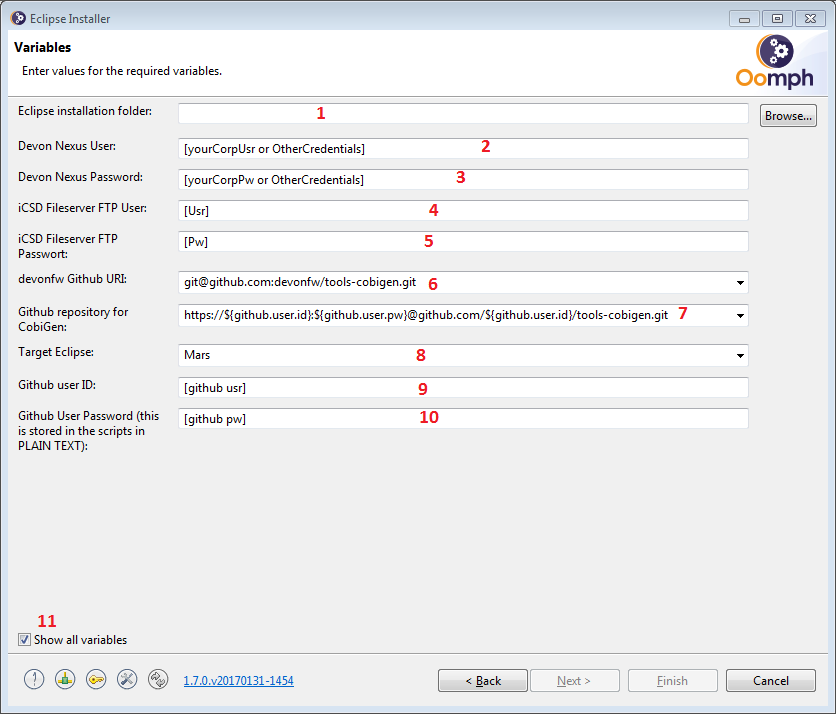 Eclipse Installer
Variables
Enter values for the required variables.
Oomph
Eclipse installation folder:
1
Browse...
Devon Nexus User:
[yourCorpUsr or OtherCredentials]
2
Devon Nexus Password:
[yourCorpPw or OtherCredentials]
3
iCSD Fileserver FTP User:
[Usr]
4
iCSD Fileserver FTP
Passwort:
[Pw]
5
devonfw Github URI:
git@github.com:devonfw/tools-cobigen.git
6
Github repository for
CobiGen:
https://${github.user.id}:${github.user.pw}@github.com/${github.user.id}/tools-cobigen.git
7
Target Eclipse:
Mars
8
Github user ID:
[github usr]
9
Github User Password (this
is stored in the scripts in
PLAIN TEXT):
[github pw]
10
11
Show all variables
1.7.0.v20170131-1454
< Back
Next >
Finish
Cancel